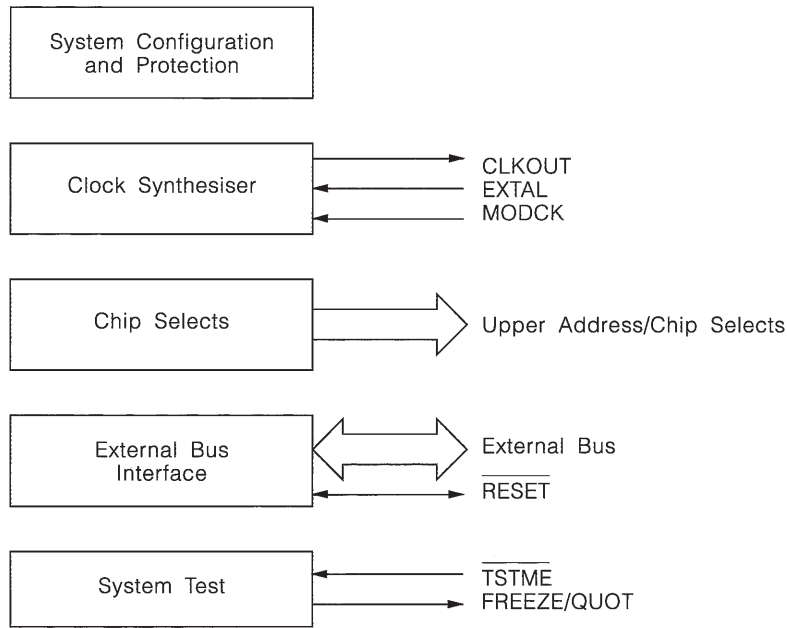 System Configuration
and Protection
Clock Synthesiser
CLKOUT
EXTAL
MODCK
Chip Selects
Upper Address/Chip Selects
External Bus
Interface
External Bus
RESET
System Test
TSTME
FREEZE/QUOT